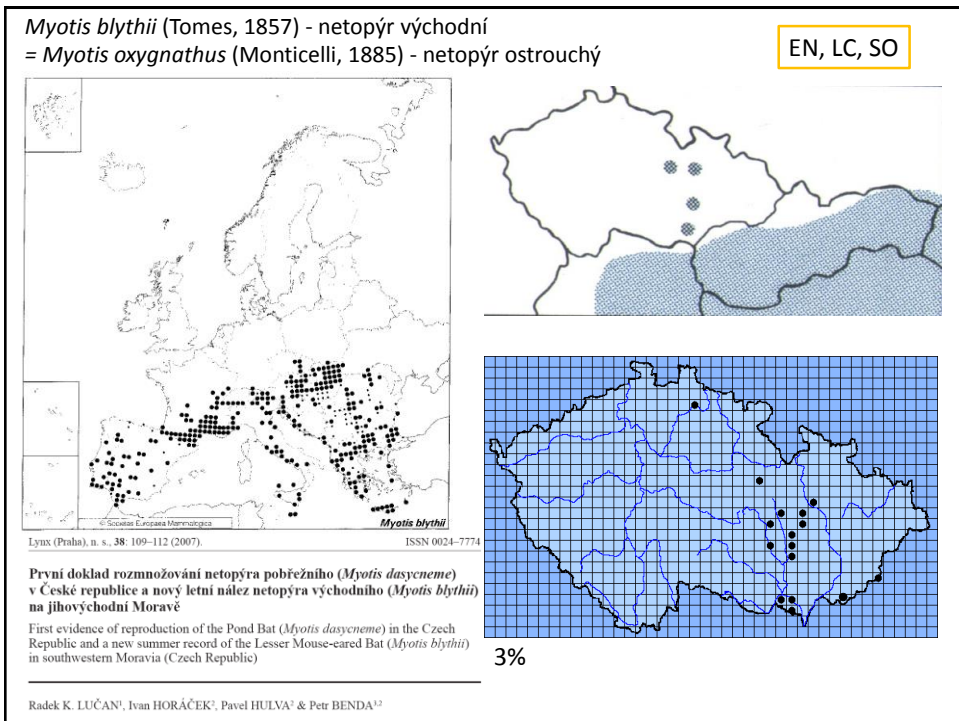 Myotis blythii (Tomes, 1857) - netopýr východní
= Myotis oxygnathus (Monticelli, 1885) - netopýr ostrouchý
EN, LC, SO
© Societas Europaea Mammalogica
Myotis blythii
Lynx (Praha), n. s., 38: 109–112 (2007).
ISSN 0024–7774
První doklad rozmnožování netopýra pobřežního (Myotis dasycneme)
v České republice a nový letní nález netopýra východního (Myotis blythii)
na jihovýchodní Moravě
First evidence of reproduction of the Pond Bat (Myotis dasycneme) in the Czech
Republic and a new summer record of the Lesser Mouse-eared Bat (Myotis blythii)
in southwestern Moravia (Czech Republic)
Radek K. LUČAN¹, Ivan HORÁČEK², Pavel HULVA² & Petr BENDA³,²
3%